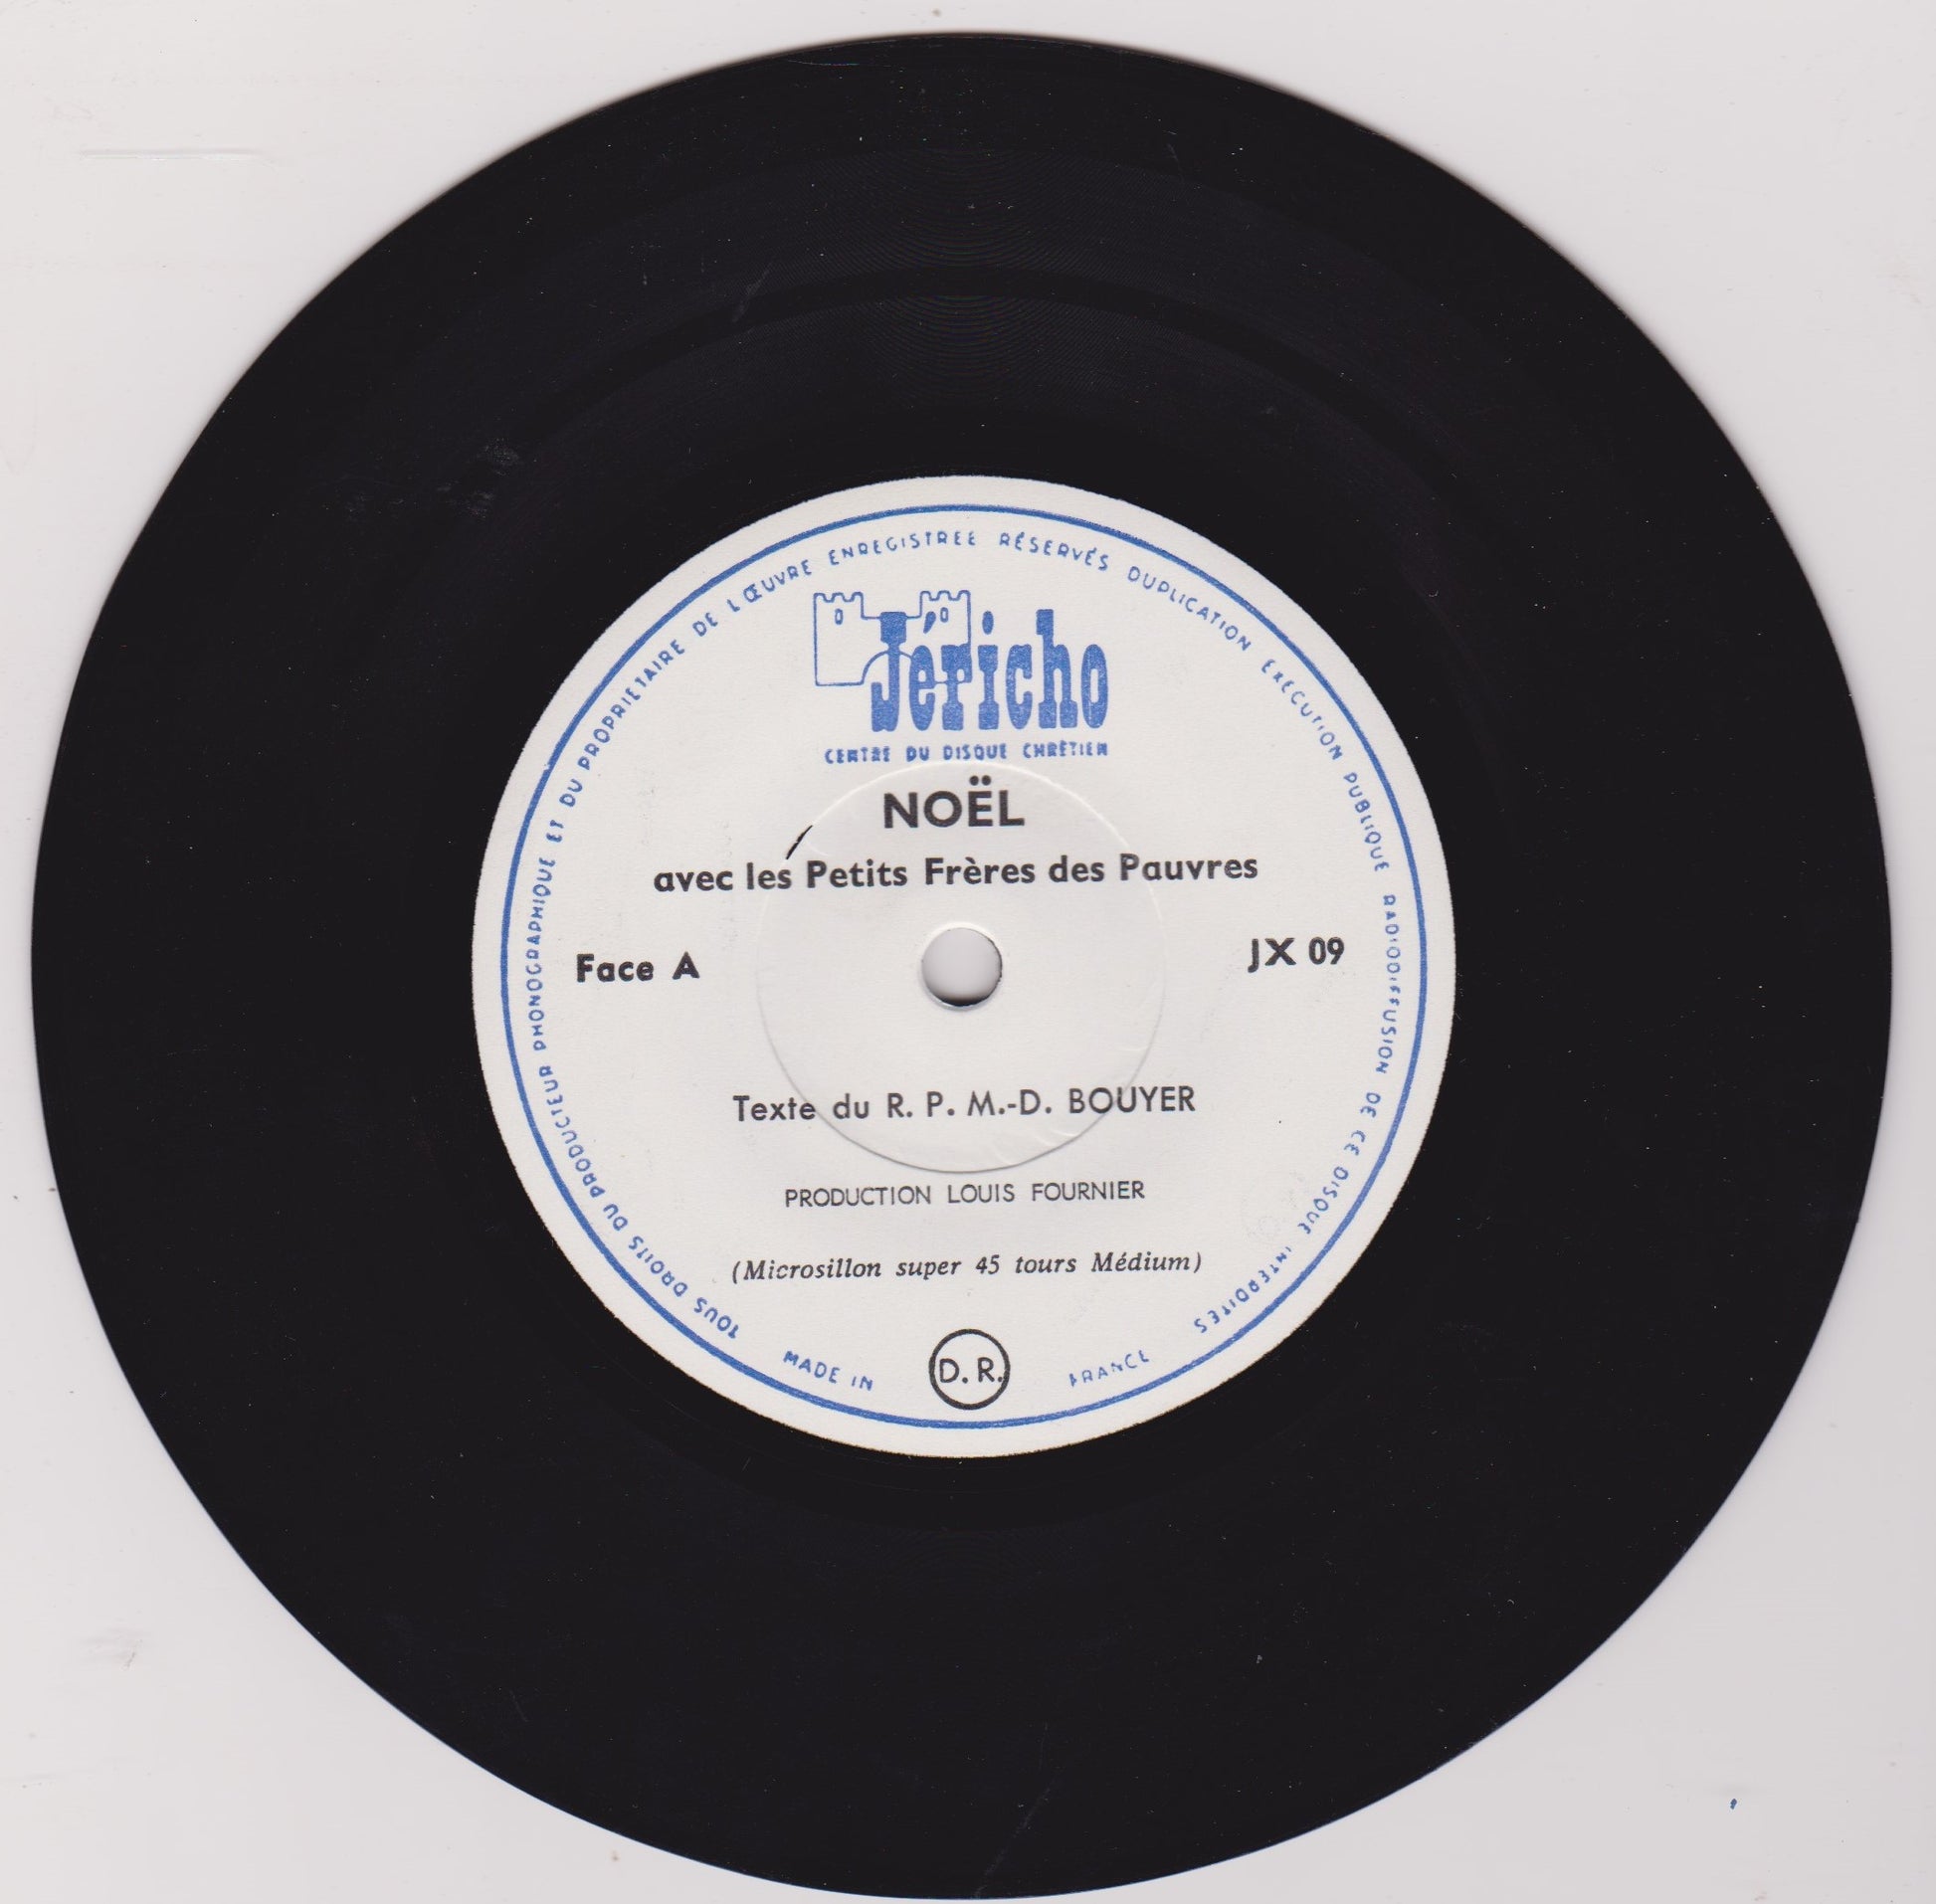 TOUS DROITS DU PRODUCTEUR PHONOGRAPHIQUE ET DU PROPRIETAIRE DE L'ŒUVRE ENREGISTREE RÉSERVÉS DUPLICATION EXECUTION PUBLIQUE RADIODIFFUSION DE CE DISQUE INTERDITES
Jéricho
CENTRE DU DISQUE CHRÉTIEN
NOËL
avec les Petits Frères des Pauvres
Face A
JX 09
Texte du R. P. M.-D. BOUYER
PRODUCTION LOUIS FOURNIER
(Microsillon super 45 tours Médium)
MADE IN D.R. FRANCE